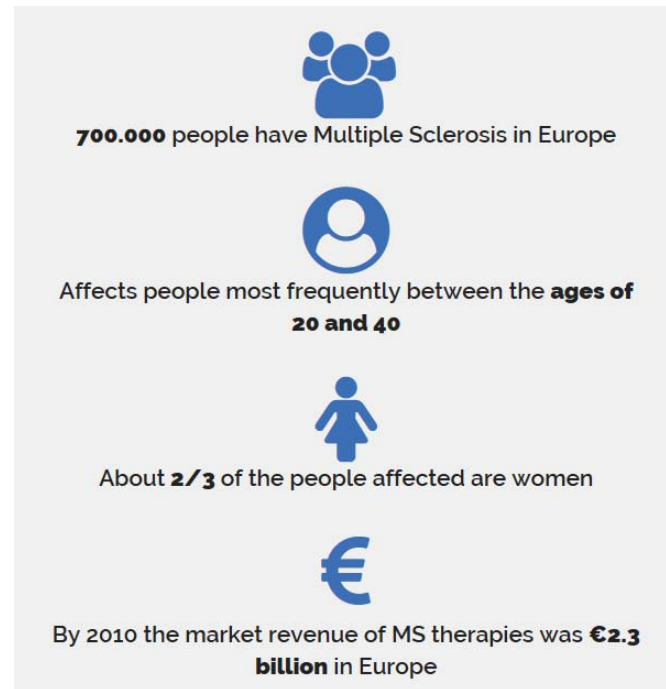 700.000 people have Multiple Sclerosis in Europe
Affects people most frequently between the ages of
20 and 40
About 2/3 of the people affected are women
€
By 2010 the market revenue of MS therapies was €2.3
billion in Europe